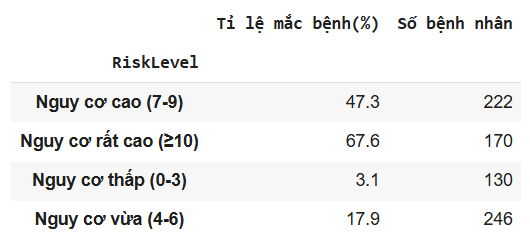 Tỉ lệ mắc bệnh(%) Số bệnh nhân
RiskLevel
Nguy cơ cao (7-9) 47.3 222
Nguy cơ rất cao (≥10) 67.6 170
Nguy cơ thấp (0-3) 3.1 130
Nguy cơ vừa (4-6) 17.9 246